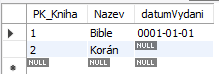 PK_Kniha Nazev datumVydani
1 Bible 0001-01-01
2 Korán NULL
NULL NULL NULL